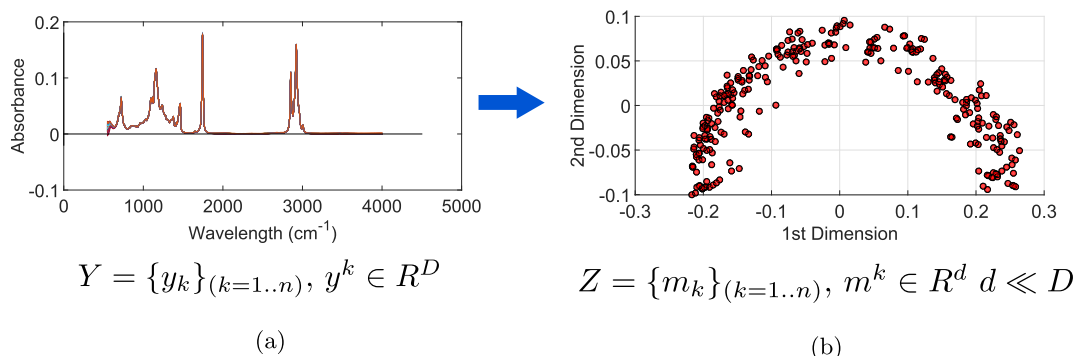 0.2
0.1
0
-0.1
Absorbance
0 1000 2000 3000 4000 5000
Wavelength (cm⁻¹)
Y = {y_k}_(k=1..n), y^k ∈ R^D
(a)
0.1
0.05
0
-0.05
-0.1
2nd Dimension
-0.3 -0.2 -0.1 0 0.1 0.2 0.3
1st Dimension
Z = {m_k}_(k=1..n), m^k ∈ R^d d ≪ D
(b)